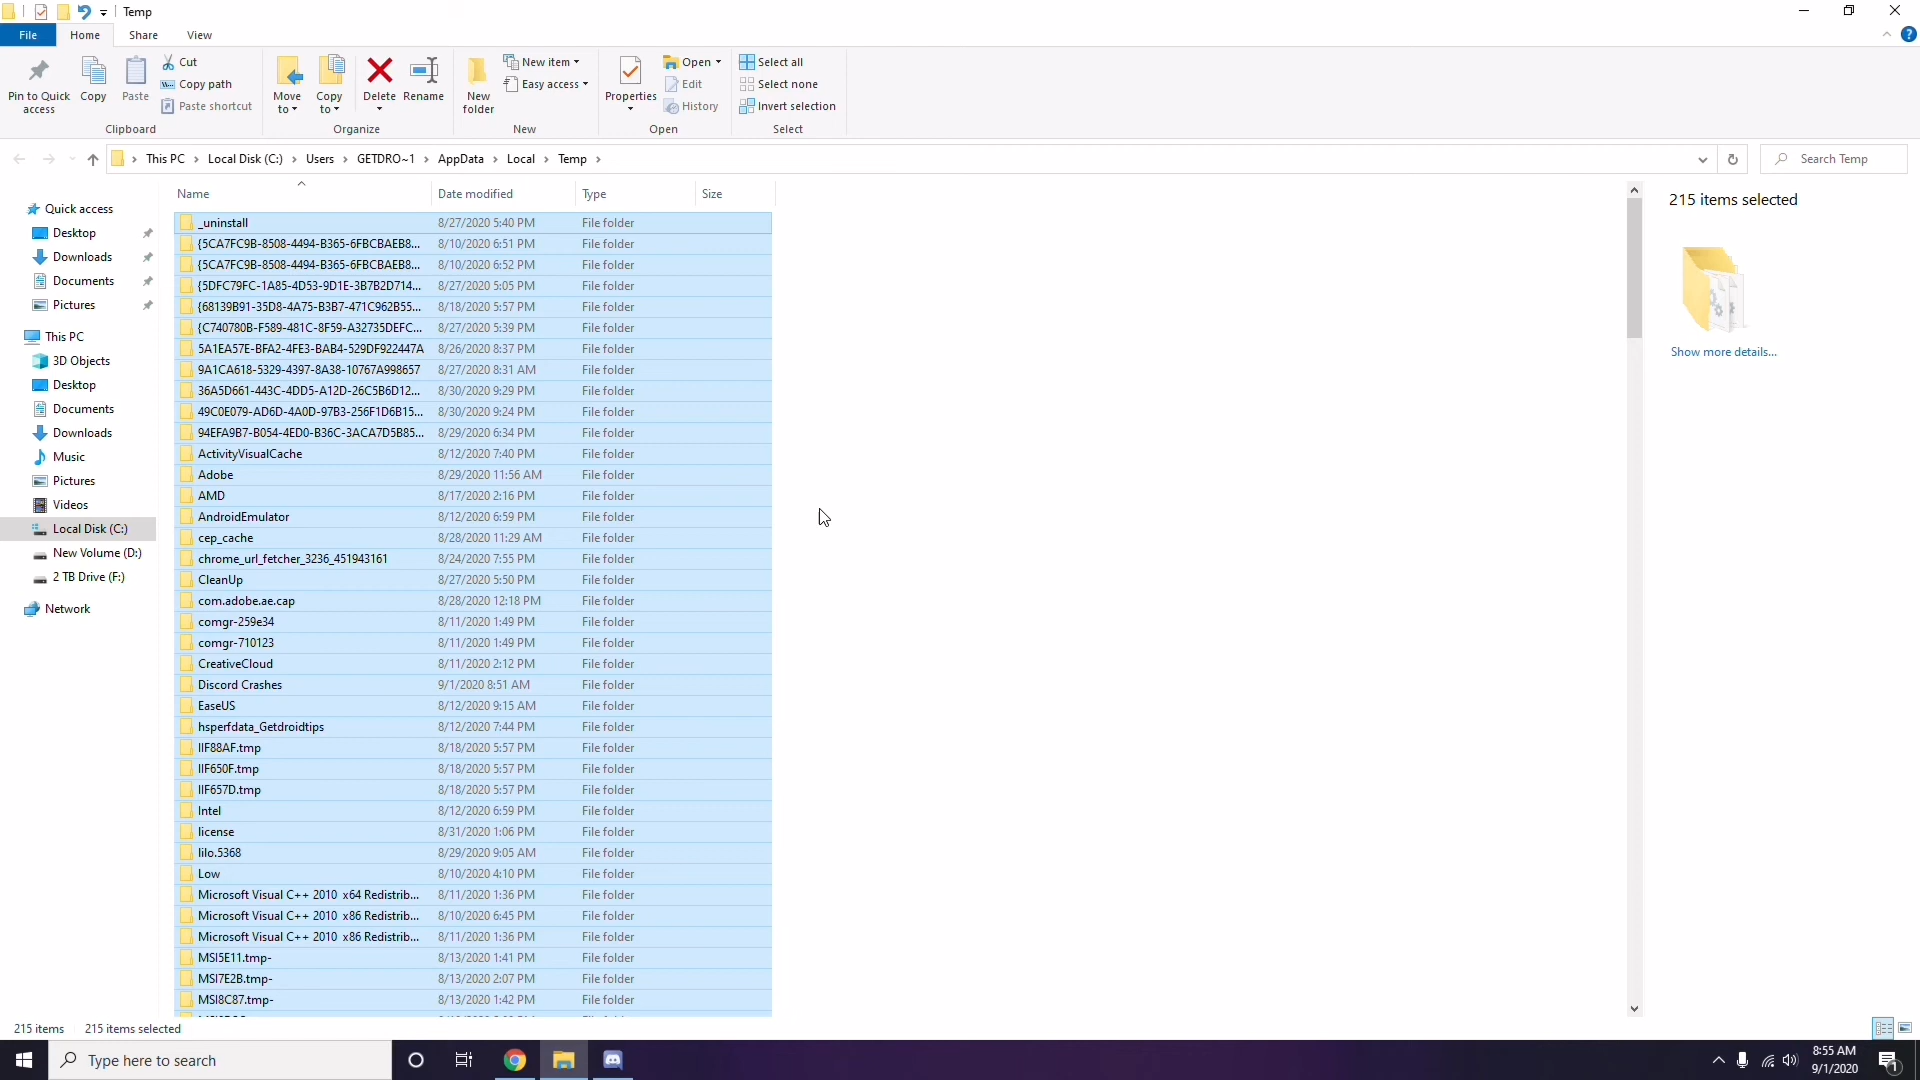 Temp
File Home Share View
Pin to Quick access
Copy
Paste
Cut
Copy path
Paste shortcut
Clipboard
Move to
Copy to
Delete
Rename
Organize
New folder
New item
Easy access
New
Properties
Open
Edit
History
Open
Select all
Select none
Invert selection
Select
This PC > Local Disk (C:) > Users > GETDRO~1 > AppData > Local > Temp >
Search Temp
Quick access
Desktop
Downloads
Documents
Pictures
This PC
3D Objects
Desktop
Documents
Downloads
Music
Pictures
Videos
Local Disk (C:)
New Volume (D:)
2 TB Drive (F:)
Network
Name Date modified Type Size
_uninstall 8/27/2020 5:40 PM File folder
{5CA7FC9B-8508-4494-B365-6FBCBAEB8... 8/10/2020 6:51 PM File folder
{5CA7FC9B-8508-4494-B365-6FBCBAEB8... 8/10/2020 6:52 PM File folder
{5DFC79FC-1A85-4D53-9D1E-3B7B2D714... 8/27/2020 5:05 PM File folder
{68139B91-35D8-4A75-B3B7-471C962B55... 8/18/2020 5:57 PM File folder
{C740780B-F589-481C-8F59-A32735DEFC... 8/27/2020 5:39 PM File folder
5A1EA57E-BFA2-4FE3-BAB4-529DF922447A 8/26/2020 8:37 PM File folder
9A1CA618-5329-4397-8A38-10767A998657 8/27/2020 8:31 AM File folder
36A5D661-443C-4DD5-A12D-26C5B6D12... 8/30/2020 9:29 PM File folder
49C0E079-AD6D-4A0D-97B3-256F1D6B15... 8/30/2020 9:24 PM File folder
94EFA9B7-B054-4ED0-B36C-3ACA7D5B85... 8/29/2020 6:34 PM File folder
ActivityVisualCache 8/12/2020 7:40 PM File folder
Adobe 8/29/2020 11:56 AM File folder
AMD 8/17/2020 2:16 PM File folder
AndroidEmulator 8/12/2020 6:59 PM File folder
cep_cache 8/28/2020 11:29 AM File folder
chrome_url_fetcher_3236_451943161 8/24/2020 7:55 PM File folder
CleanUp 8/27/2020 5:50 PM File folder
com.adobe.ae.cap 8/28/2020 12:18 PM File folder
comgr-259e34 8/11/2020 1:49 PM File folder
comgr-710123 8/11/2020 1:49 PM File folder
CreativeCloud 8/11/2020 2:12 PM File folder
Discord Crashes 9/1/2020 8:51 AM File folder
EaseUS 8/12/2020 9:15 AM File folder
hsperfdata_Getdroidtips 8/12/2020 7:44 PM File folder
IIF88AF.tmp 8/18/2020 5:57 PM File folder
IIF650F.tmp 8/18/2020 5:57 PM File folder
IIF657D.tmp 8/18/2020 5:57 PM File folder
Intel 8/12/2020 6:59 PM File folder
license 8/31/2020 1:06 PM File folder
lilo.5368 8/29/2020 9:05 AM File folder
Low 8/10/2020 4:10 PM File folder
Microsoft Visual C++ 2010 x64 Redistrib... 8/11/2020 1:36 PM File folder
Microsoft Visual C++ 2010 x86 Redistrib... 8/10/2020 6:45 PM File folder
Microsoft Visual C++ 2010 x86 Redistrib... 8/11/2020 1:36 PM File folder
MSI5E11.tmp- 8/13/2020 1:41 PM File folder
MSI7E2B.tmp- 8/13/2020 2:07 PM File folder
MSI8C87.tmp- 8/13/2020 1:42 PM File folder
215 items selected
Show more details...
215 items 215 items selected
Type here to search
8:55 AM
9/1/2020
1